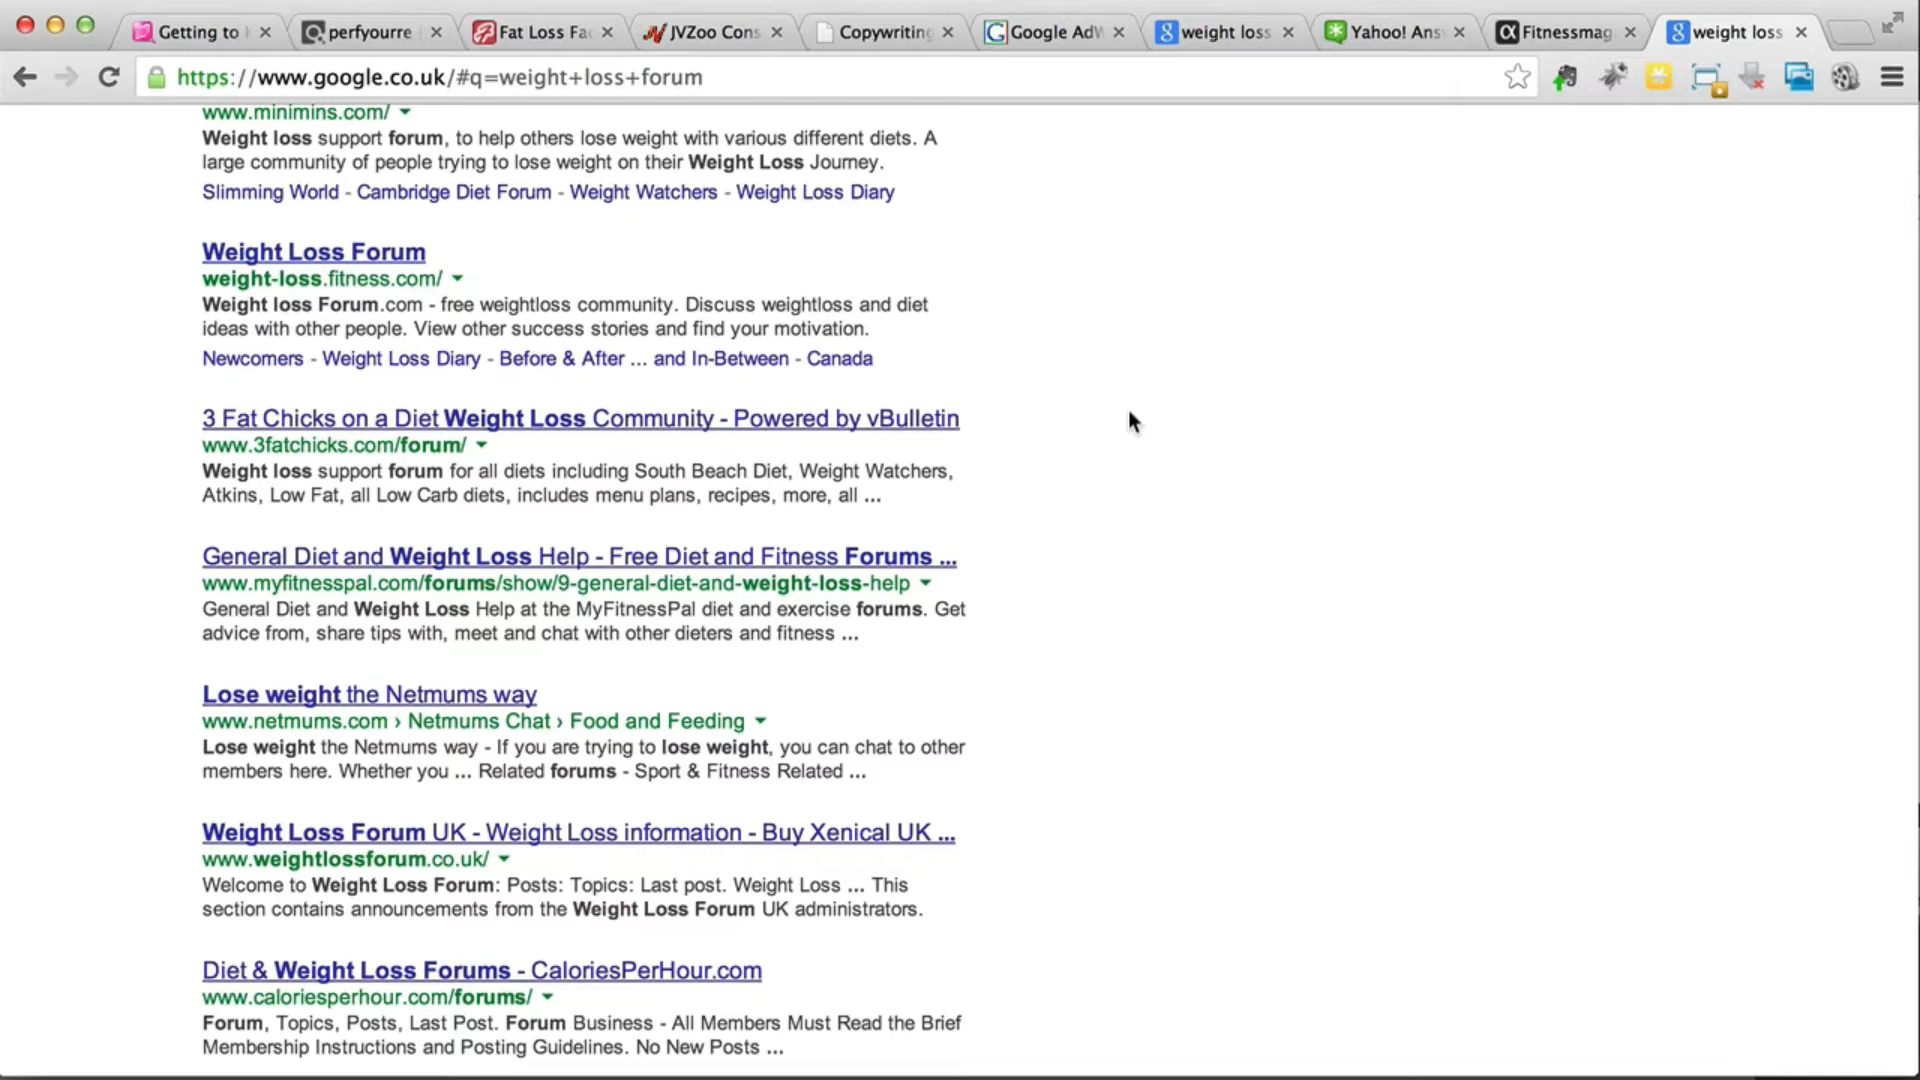 Getting to
perfyourre
Fat Loss Fa
JVZoo Cons
Copywriting
Google AdW
weight loss
Yahoo! Ans
Fitnessmag
weight loss
https://www.google.co.uk/#q=weight+loss+forum
www.minimins.com/
Weight loss support forum, to help others lose weight with various different diets. A
large community of people trying to lose weight on their Weight Loss Journey.
Slimming World - Cambridge Diet Forum - Weight Watchers - Weight Loss Diary
Weight Loss Forum
weight-loss.fitness.com/
Weight loss Forum.com - free weightloss community. Discuss weightloss and diet
ideas with other people. View other success stories and find your motivation.
Newcomers - Weight Loss Diary - Before & After ... and In-Between - Canada
3 Fat Chicks on a Diet Weight Loss Community - Powered by vBulletin
www.3fatchicks.com/forum/
Weight loss support forum for all diets including South Beach Diet, Weight Watchers,
Atkins, Low Fat, all Low Carb diets, includes menu plans, recipes, more, all ...
General Diet and Weight Loss Help - Free Diet and Fitness Forums ...
www.myfitnesspal.com/forums/show/9-general-diet-and-weight-loss-help
General Diet and Weight Loss Help at the MyFitnessPal diet and exercise forums. Get
advice from, share tips with, meet and chat with other dieters and fitness ...
Lose weight the Netmums way
www.netmums.com › Netmums Chat › Food and Feeding
Lose weight the Netmums way - If you are trying to lose weight, you can chat to other
members here. Whether you ... Related forums - Sport & Fitness Related ...
Weight Loss Forum UK - Weight Loss information - Buy Xenical UK ...
www.weightlossforum.co.uk/
Welcome to Weight Loss Forum: Posts: Topics: Last post. Weight Loss ... This
section contains announcements from the Weight Loss Forum UK administrators.
Diet & Weight Loss Forums - CaloriesPerHour.com
www.caloriesperhour.com/forums/
Forum, Topics, Posts, Last Post. Forum Business - All Members Must Read the Brief
Membership Instructions and Posting Guidelines. No New Posts ...